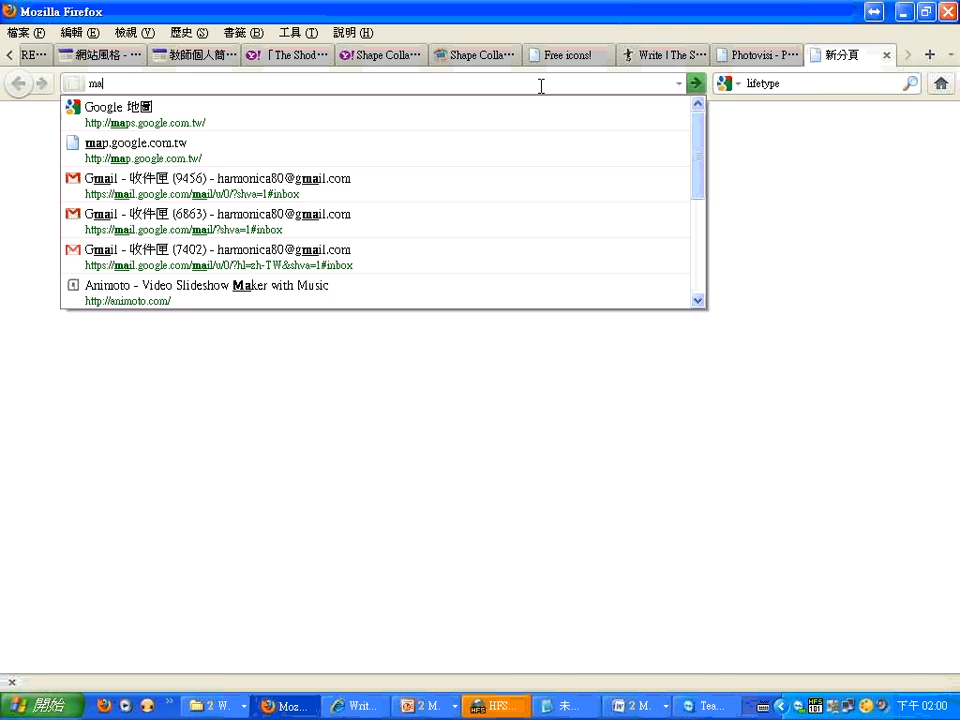 Mozilla Firefox
檔案 (F) 編輯 (E) 檢視 (V) 歷史 (S) 書籤 (B) 工具 (T) 說明 (H)
RE... 網站風格 - ... 教師個人簡... 「The Shod... Shape Colla... Shape Colla... Free icons! Write | The S... Photovisi - P... 新分頁
ma lifetype
Google 地圖
http://maps.google.com.tw/
map.google.com.tw
http://map.google.com.tw/
Gmail - 收件匣 (9456) - harmonica80@gmail.com
https://mail.google.com/mail/u/0/?shva=1#inbox
Gmail - 收件匣 (6863) - harmonica80@gmail.com
https://mail.google.com/mail/?shva=1#inbox
Gmail - 收件匣 (7402) - harmonica80@gmail.com
https://mail.google.com/mail/u/0/?hl=zh-TW&shva=1#inbox
Animoto - Video Slideshow Maker with Music
http://animoto.com/
開始 2 W... Moz... Writ... 2 M... HFS... 未... 2 M... Tea... HFS 101 下午 02:00